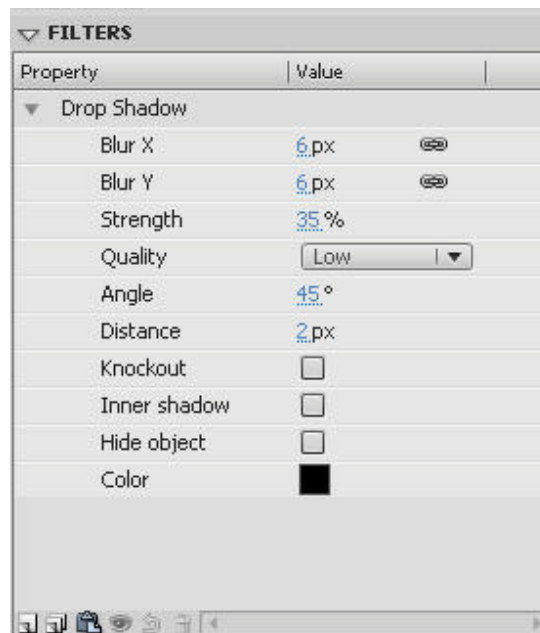 FILTERS
Property Value
Drop Shadow
Blur X 6 px
Blur Y 6 px
Strength 35 %
Quality Low
Angle 45 °
Distance 2 px
Knockout
Inner shadow
Hide object
Color